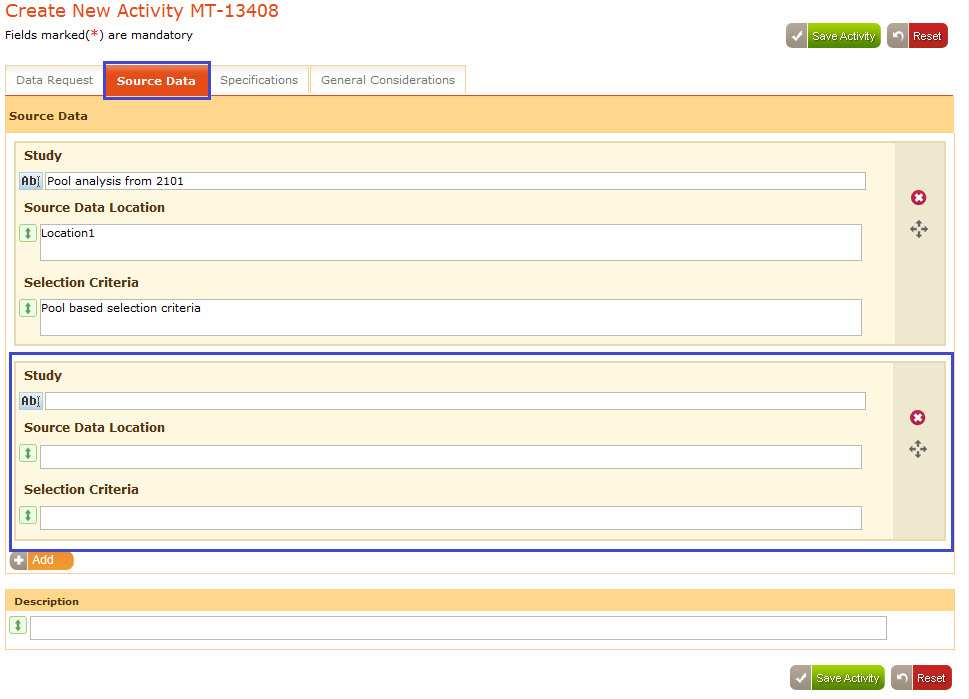 Create New Activity MT-13408
Fields marked(*) are mandatory
Save Activity Reset
Data Request Source Data Specifications General Considerations
Source Data
Study
Ab Pool analysis from 2101
Source Data Location
Location1
Selection Criteria
Pool based selection criteria
Study
Ab
Source Data Location
Selection Criteria
Add
Description
Save Activity Reset